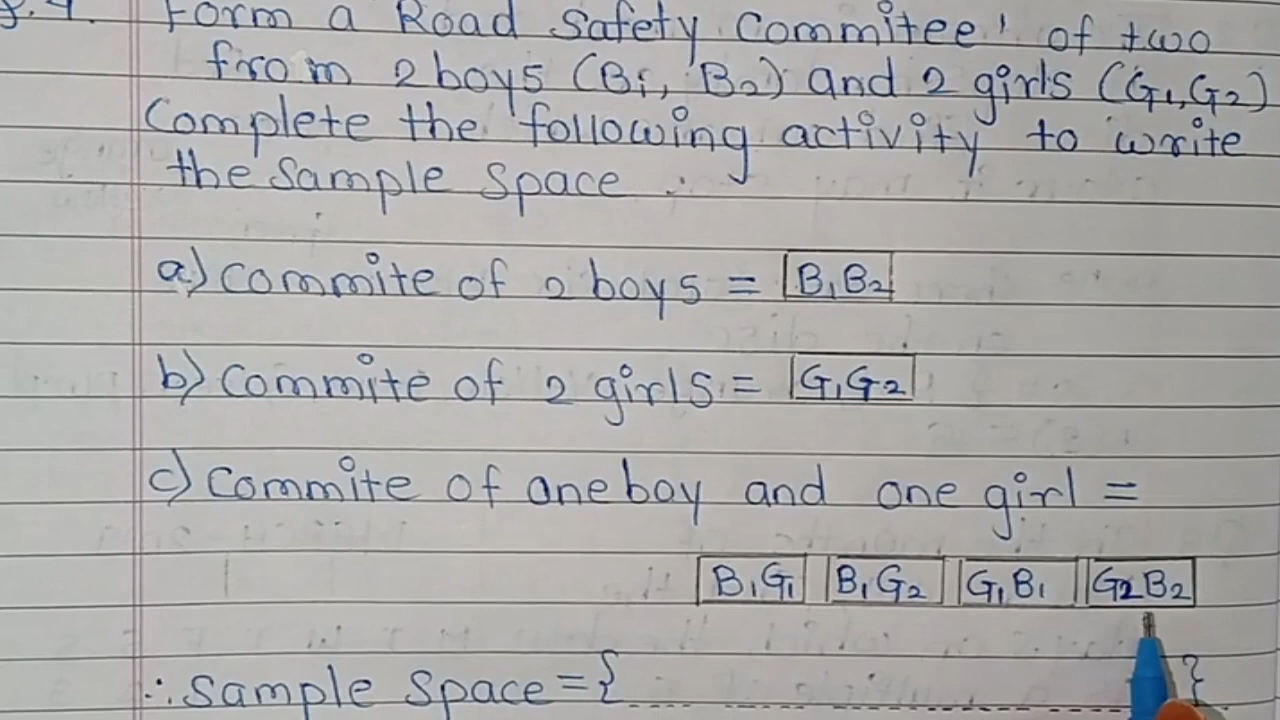 Form a Road Safety Commitee' of two
from 2 boys (B1, B2) and 2 girls (G1, G2)
Complete the following activity to write
the Sample Space.
a) Commite of 2 boys = B1B2
b) Commite of 2 girls = G1G2
c) Commite of one boy and one girl =
B1G1 B1G2 G1B1 G2B2
∴ Sample Space = { }